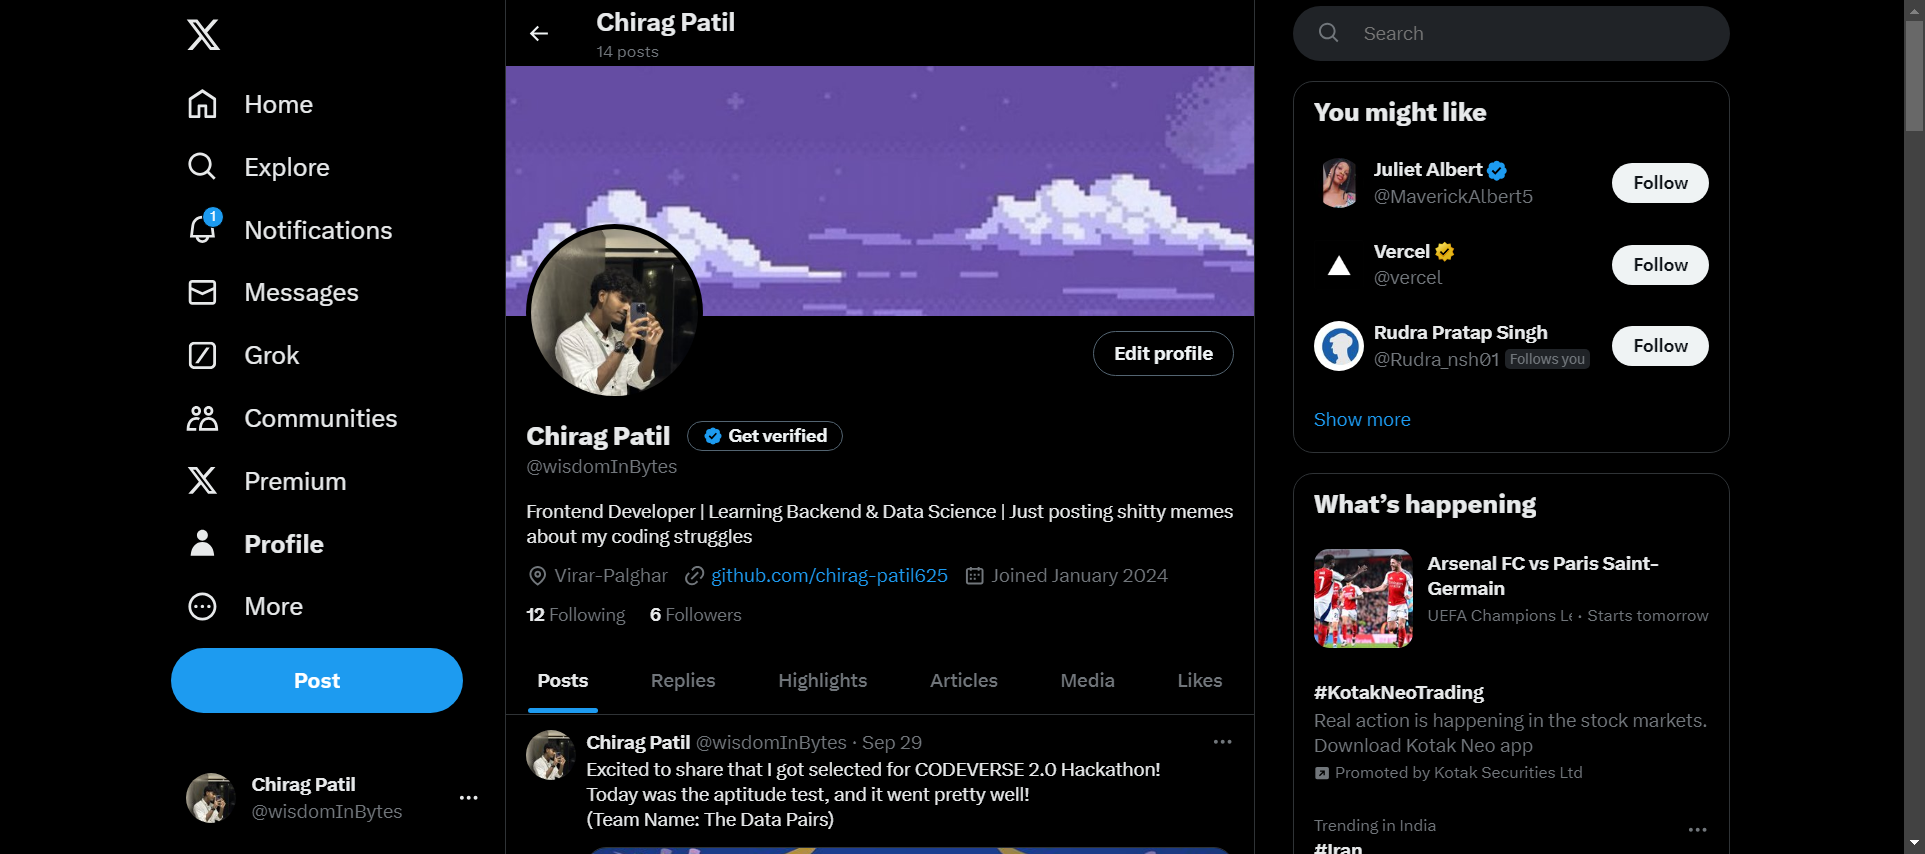 Home
Explore
1
Notifications
Messages
Grok
Communities
Premium
Profile
More
Post
Chirag Patil
@wisdomInBytes
Chirag Patil
14 posts
Edit profile
Chirag Patil
Get verified
@wisdomInBytes
Frontend Developer | Learning Backend & Data Science | Just posting shitty memes
about my coding struggles
Virar-Palghar
github.com/chirag-patil625
Joined January 2024
12 Following
6 Followers
Posts
Replies
Highlights
Articles
Media
Likes
Chirag Patil @wisdomInBytes · Sep 29
Excited to share that I got selected for CODEVERSE 2.0 Hackathon!
Today was the aptitude test, and it went pretty well!
(Team Name: The Data Pairs)
Search
You might like
Juliet Albert
@MaverickAlbert5
Follow
Vercel
@vercel
Follow
Rudra Pratap Singh
@Rudra_nsh01 Follows you
Follow
Show more
What's happening
Arsenal FC vs Paris Saint-
Germain
UEFA Champions Le · Starts tomorrow
#KotakNeoTrading
Real action is happening in the stock markets.
Download Kotak Neo app
Promoted by Kotak Securities Ltd
Trending in India
#Iran